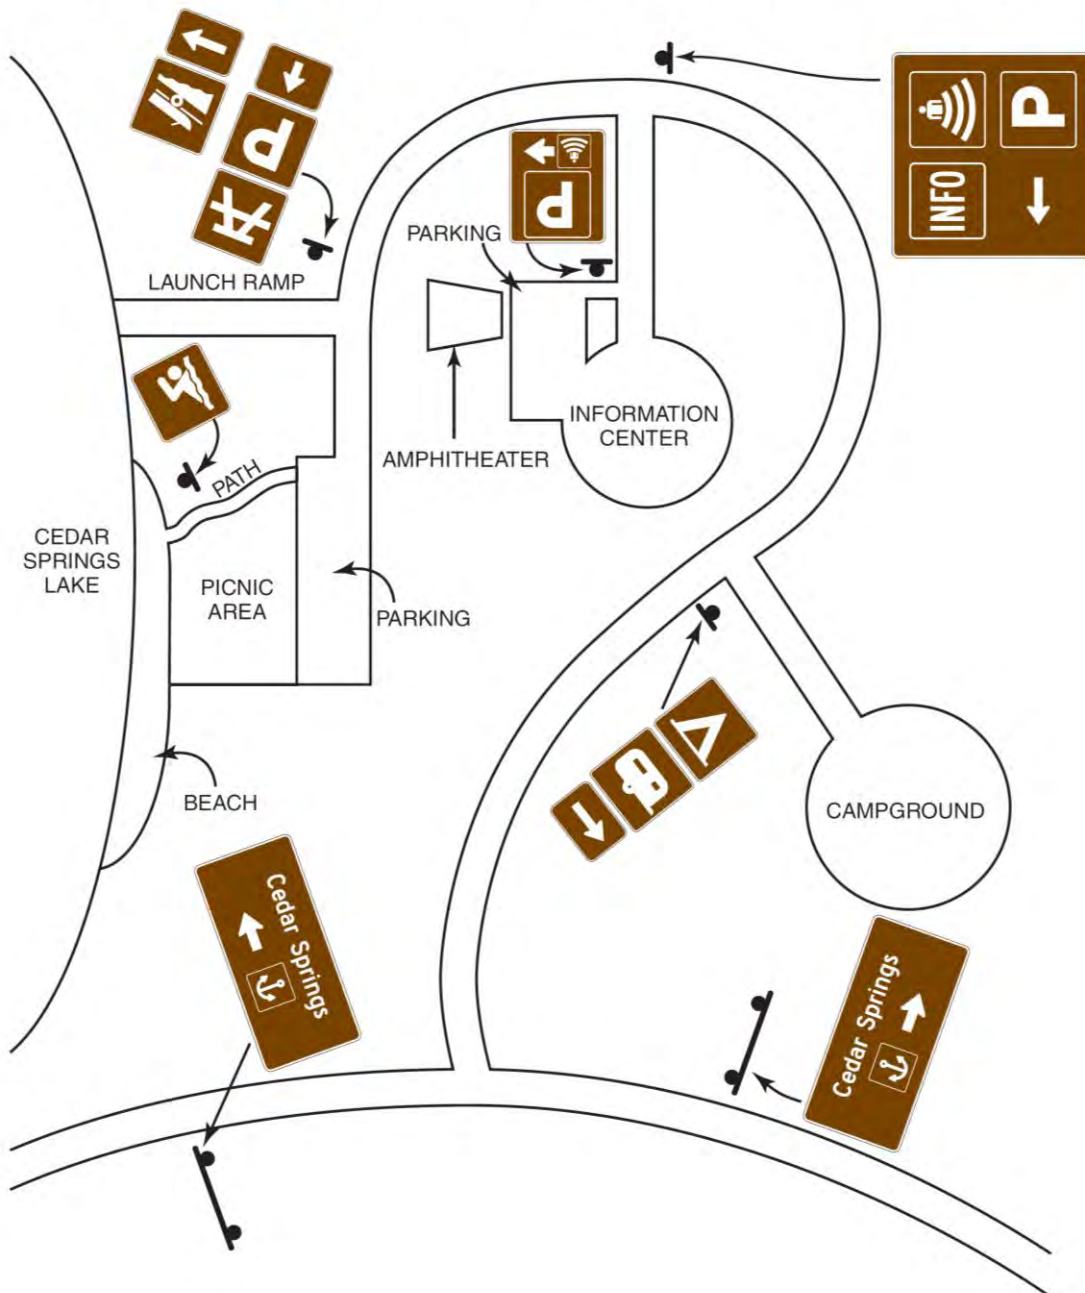 P
INFO
P
P
PARKING
LAUNCH RAMP
INFORMATION
CENTER
AMPHITHEATER
PATH
CEDAR
SPRINGS
LAKE
PICNIC
AREA
PARKING
BEACH
CAMPGROUND
Cedar Springs
Cedar Springs